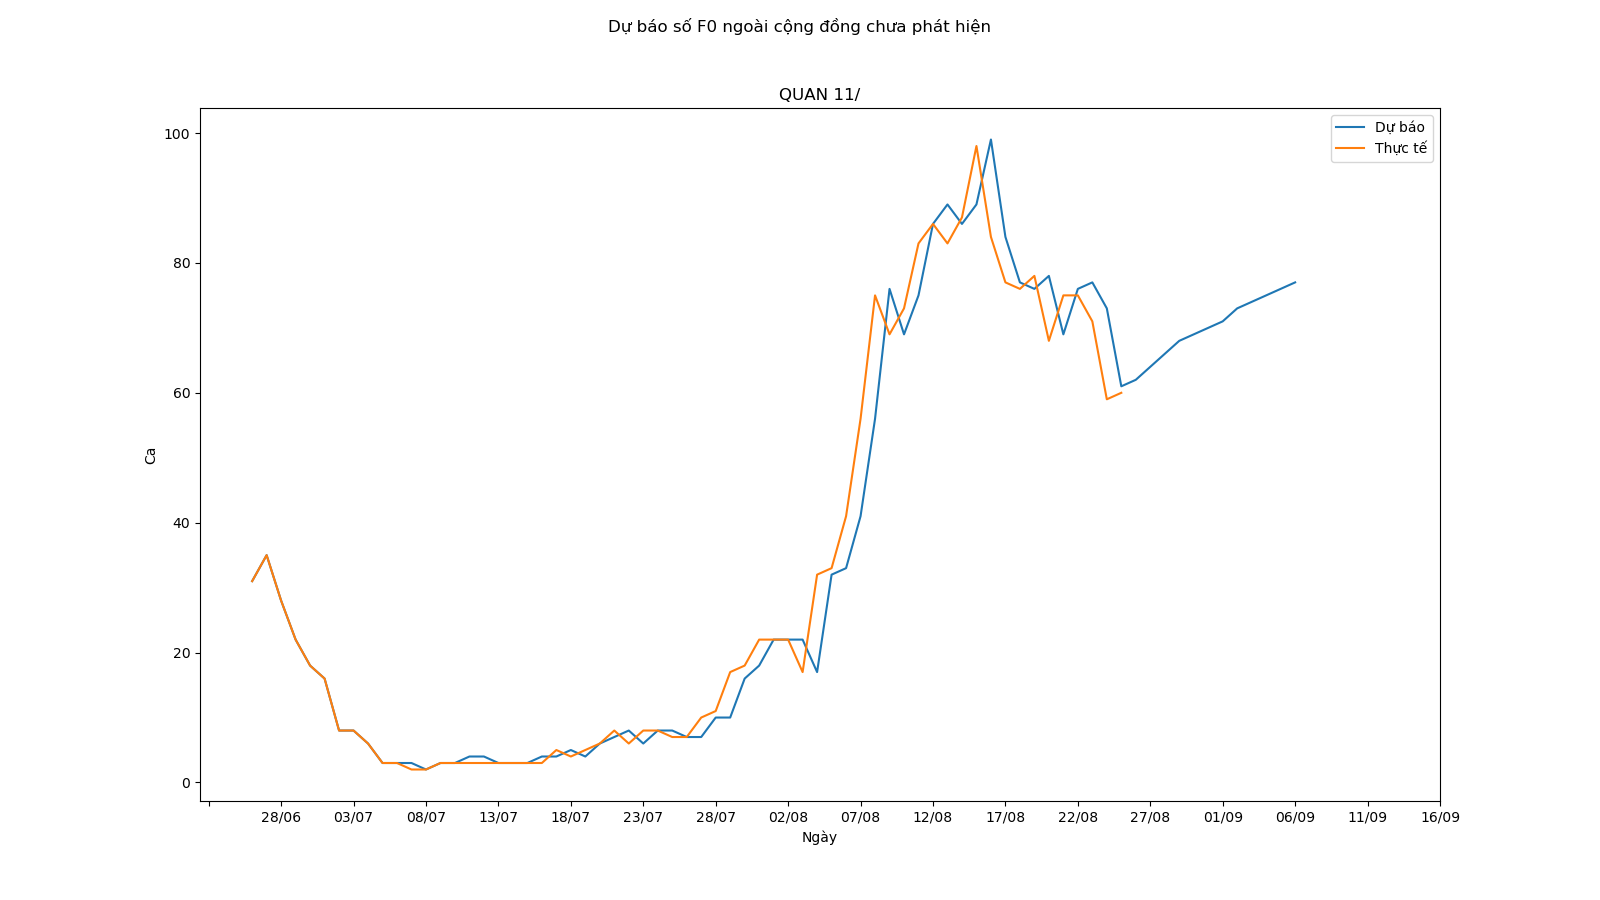 Dự báo số F0 ngoài cộng đồng chưa phát hiện
QUAN 11/
Dự báo
Thực tế
100
80
60
40
20
0
Ca
28/06 03/07 08/07 13/07 18/07 23/07 28/07 02/08 07/08 12/08 17/08 22/08 27/08 01/09 06/09 11/09 16/09
Ngày